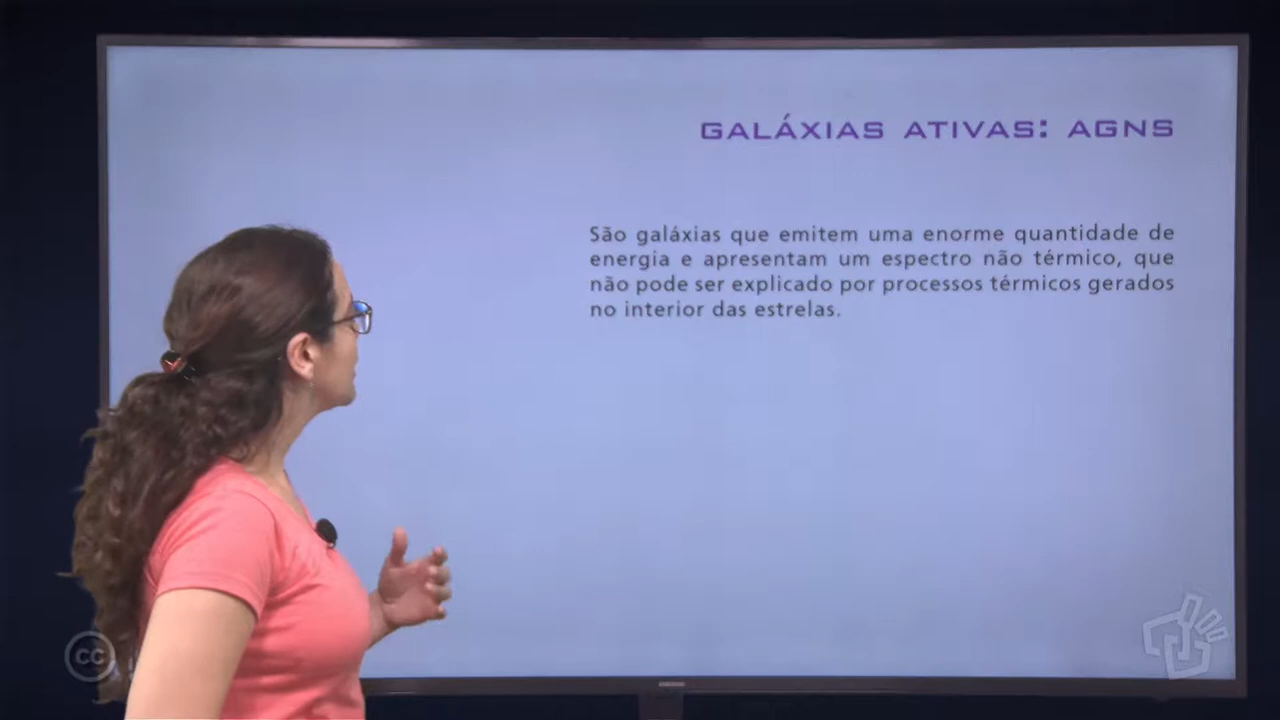 GALÁXIAS ATIVAS: AGNS
São galáxias que emitem uma enorme quantidade de
energia e apresentam um espectro não térmico, que
não pode ser explicado por processos térmicos gerados
no interior das estrelas.
cc